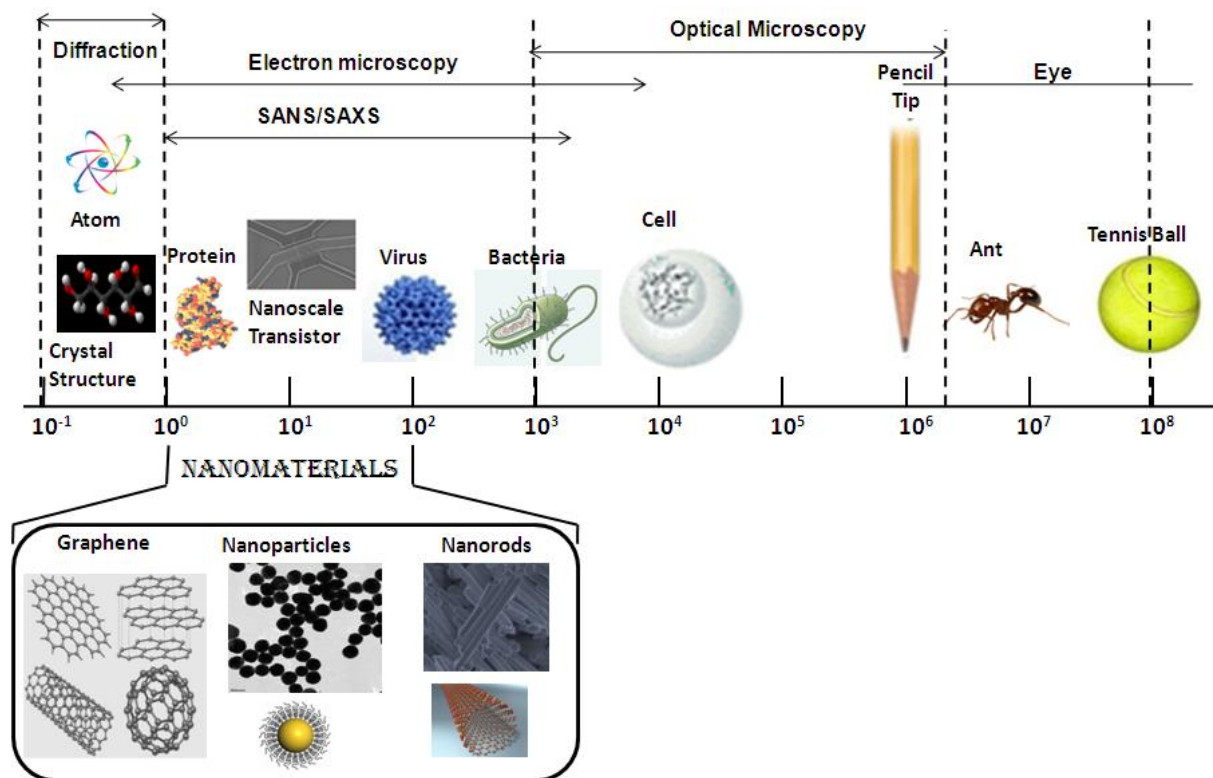 Diffraction
Optical Microscopy
Electron microscopy
Pencil
Tip
Eye
SANS/SAXS
Atom
Cell
Protein
Virus
Bacteria
Ant
Tennis Ball
Nanoscale
Transistor
Crystal
Structure
10⁻¹ 10⁰ 10¹ 10² 10³ 10⁴ 10⁵ 10⁶ 10⁷ 10⁸
NANOMATERIALS
Graphene
Nanoparticles
Nanorods